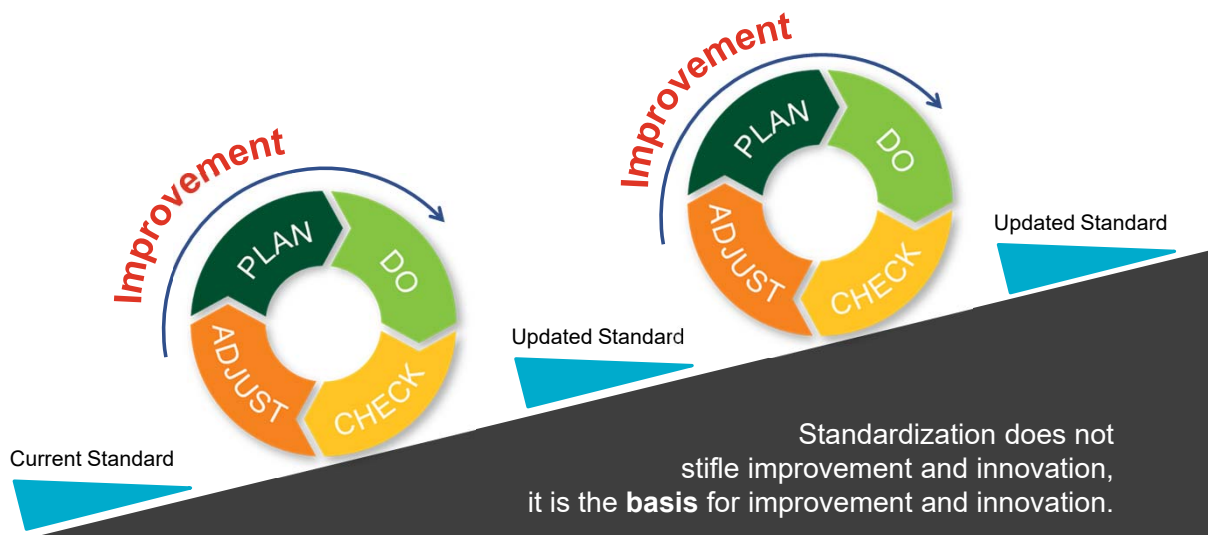 Improvement
PLAN
DO
CHECK
ADJUST
Current Standard
Updated Standard
Improvement
PLAN
DO
CHECK
ADJUST
Updated Standard
Standardization does not
stifle improvement and innovation,
it is the basis for improvement and innovation.